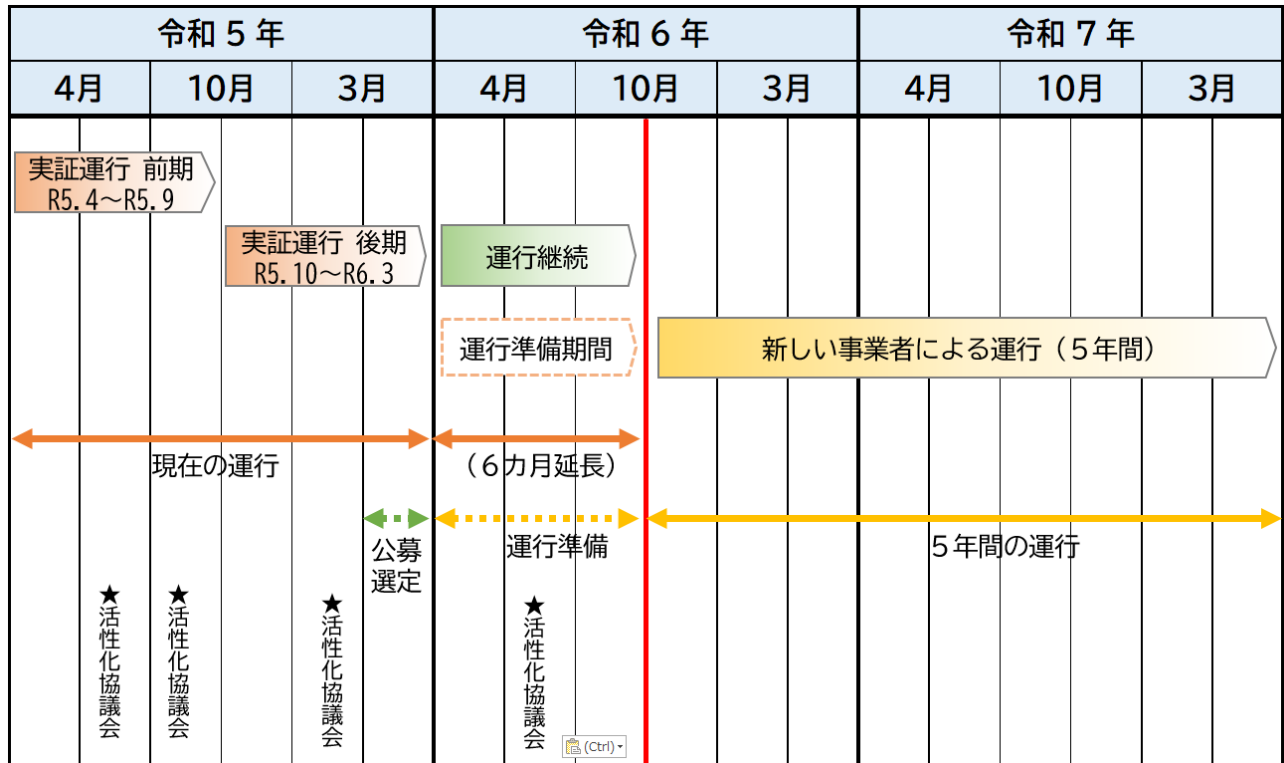 令和 5 年
令和 6 年
令和 7 年
4月
10月
3月
4月
10月
3月
4月
10月
3月
実証運行 前期
R5.4～R5.9
実証運行 後期
R5.10～R6.3
運行継続
運行準備期間
新しい事業者による運行（５年間）
現在の運行
（６カ月延長）
公募
選定
運行準備
５年間の運行
★活性化協議会
★活性化協議会
★活性化協議会
★活性化協議会
(Ctrl)